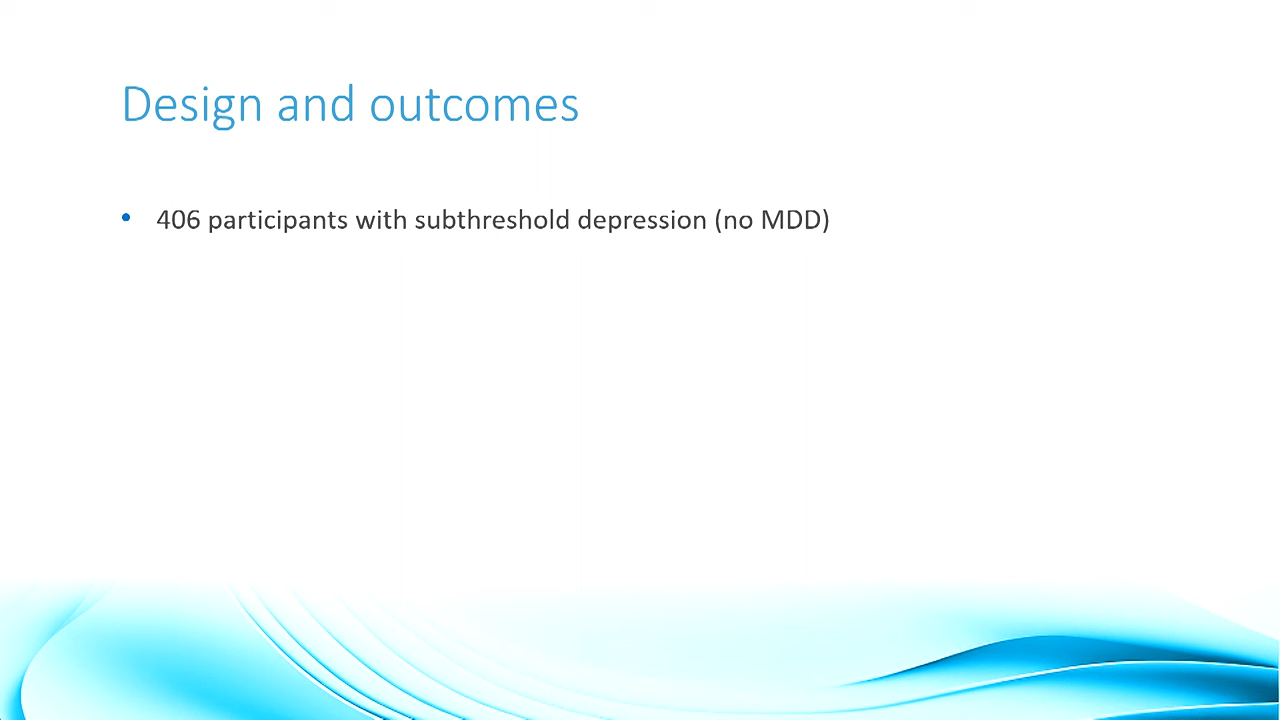 Design and outcomes
• 406 participants with subthreshold depression (no MDD)